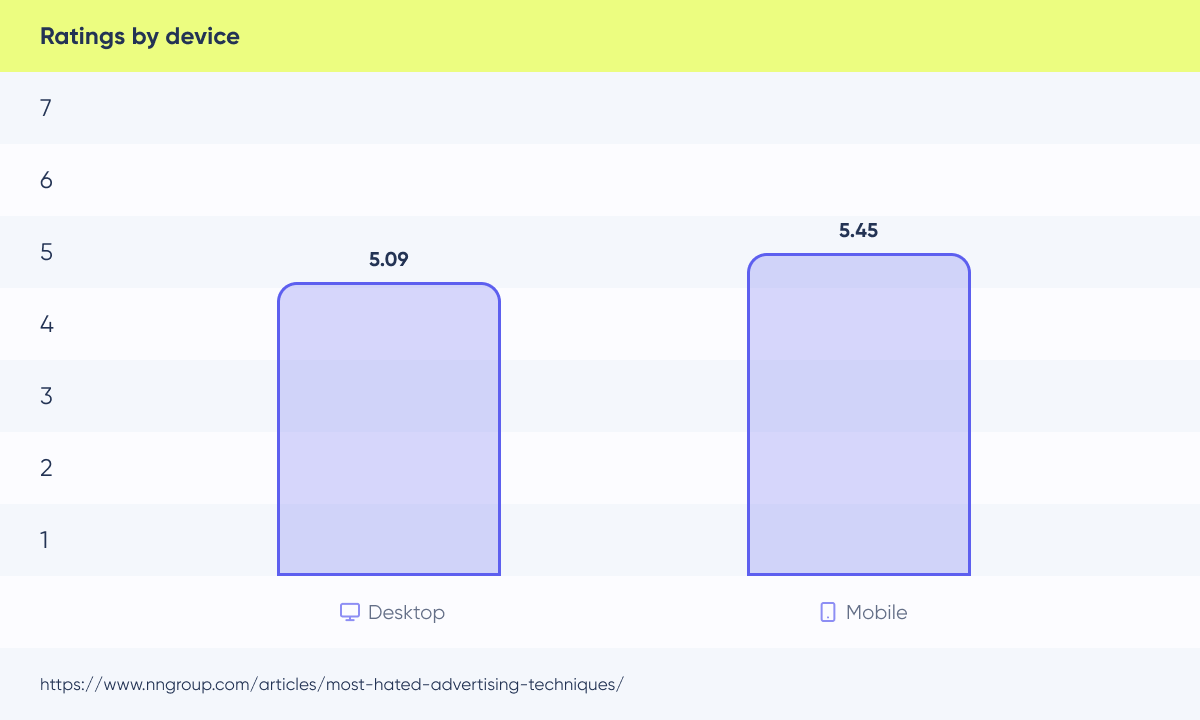 Ratings by device
7
6
5
4
3
2
1
5.09
5.45
Desktop
Mobile
https://www.nngroup.com/articles/most-hated-advertising-techniques/